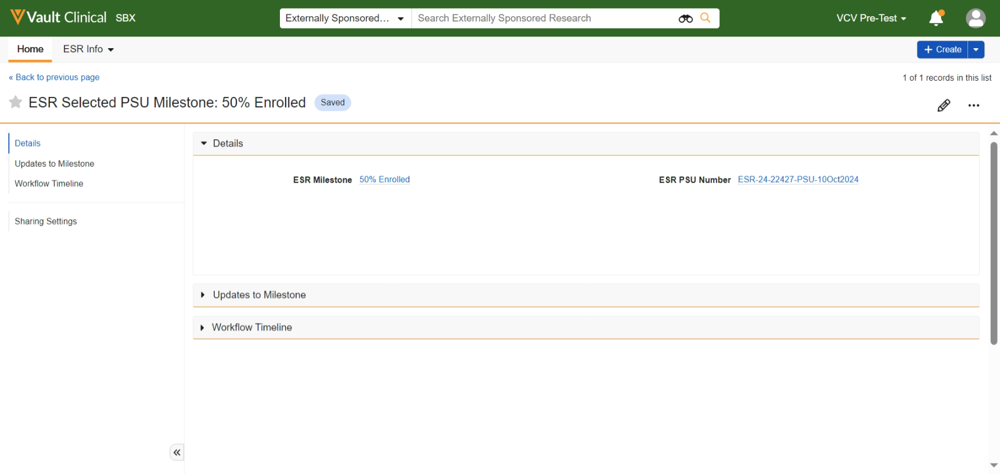 Vault Clinical SBX
Externally Sponsored...
Search Externally Sponsored Research
VCV Pre-Test
Home
ESR Info
+ Create
« Back to previous page
1 of 1 records in this list
ESR Selected PSU Milestone: 50% Enrolled
Saved
Details
Updates to Milestone
Workflow Timeline
Sharing Settings
Details
ESR Milestone 50% Enrolled
ESR PSU Number ESR-24-22427-PSU-10Oct2024
Updates to Milestone
Workflow Timeline